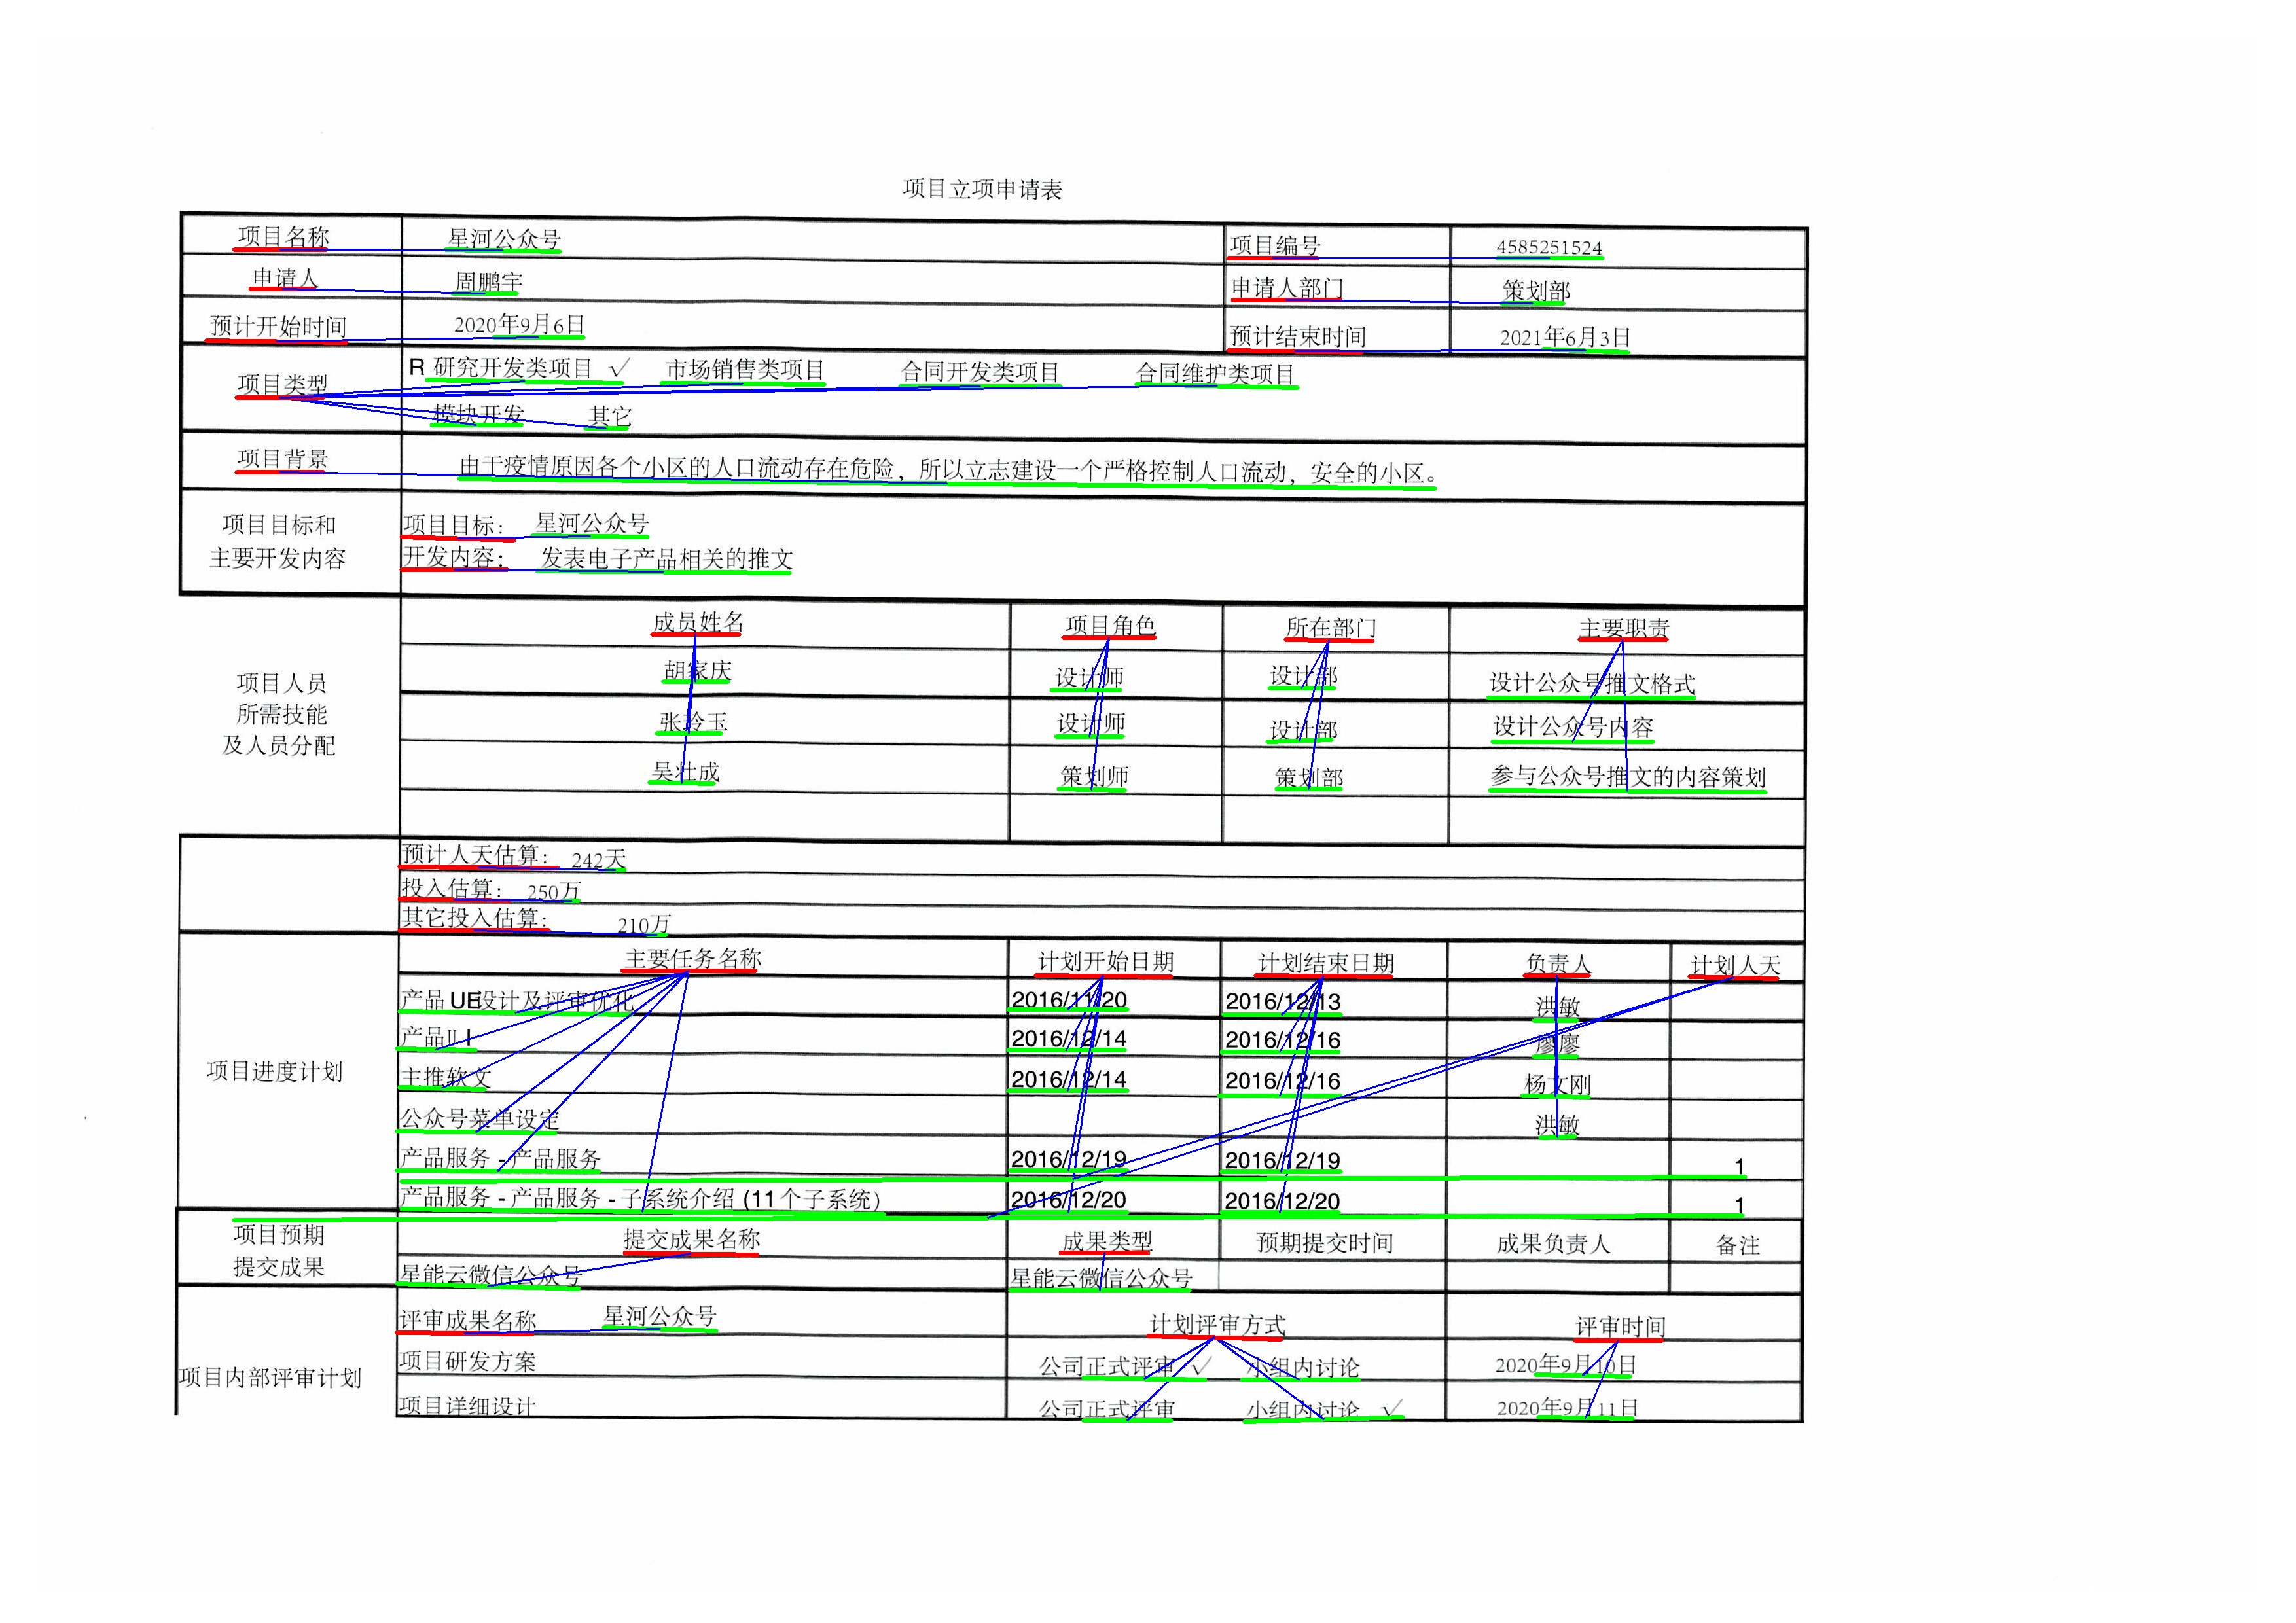 项目立项申请表
项目名称 星河公众号 项目编号 4585251524
申请人 周鹏宇 申请人部门 策划部
预计开始时间 2020年9月6日 预计结束时间 2021年6月3日
项目类型 R 研究开发类项目 √ 市场销售类项目 合同开发类项目 合同维护类项目
模块开发 其它
项目背景 由于疫情原因各个小区的人口流动存在危险，所以立志建设一个严格控制人口流动，安全的小区。
项目目标和 项目目标： 星河公众号
主要开发内容 开发内容： 发表电子产品相关的推文
成员姓名 项目角色 所在部门 主要职责
项目人员 胡家庆 设计师 设计部 设计公众号推文格式
所需技能 张玲玉 设计师 设计部 设计公众号内容
及人员分配 吴壮成 策划师 策划部 参与公众号推文的内容策划
预计人天估算： 242天
投入估算： 250万
其它投入估算： 210万
主要任务名称 计划开始日期 计划结束日期 负责人 计划人天
产品 UE设计及评审优化 2016/11/20 2016/12/13 洪敏
产品 2016/12/14 2016/12/16 廖廖
项目进度计划 主推软文 2016/12/14 2016/12/16 杨文刚
公众号菜单设定 洪敏
产品服务 - 产品服务 2016/12/19 2016/12/19 1
产品服务 - 产品服务 - 子系统介绍 (11 个子系统) 2016/12/20 2016/12/20 1
项目预期 提交成果名称 成果类型 预期提交时间 成果负责人 备注
提交成果 星能云微信公众号 星能云微信公众号
评审成果名称 星河公众号 计划评审方式 评审时间
项目内部评审计划 项目研发方案 公司正式评审 √ 小组内讨论 2020年9月10日
项目详细设计 公司正式评审 小组内讨论 √ 2020年9月11日